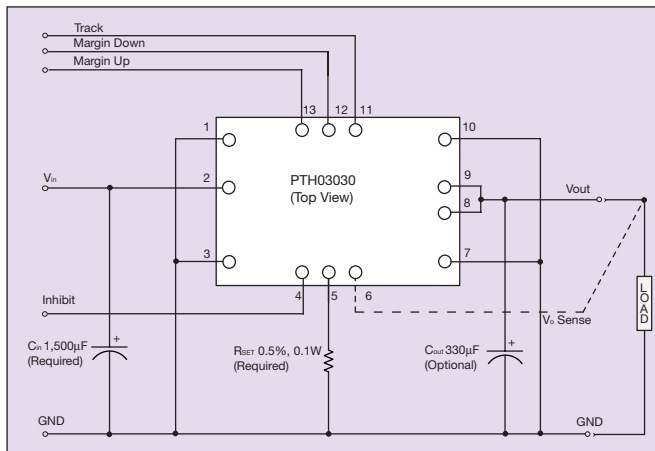 Track
Margin Down
Margin Up
13 12 11
1
10
PTH03030
(Top View)
Vin
2
9
8
Vout
3
7
4
5
6
Inhibit
LOAD
Vo Sense
Cin 1,500µF
(Required)
RSET 0.5%, 0.1W
(Required)
Cout 330µF
(Optional)
GND
GND
+
+